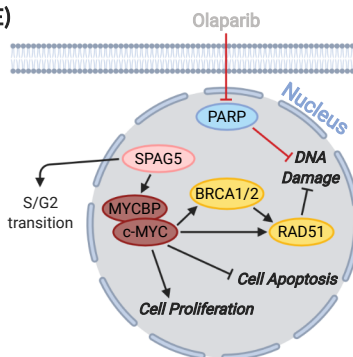 E)
Olaparib
Nucleus
PARP
DNA
Damage
SPAG5
S/G2
transition
MYCBP
c-MYC
BRCA1/2
RAD51
Cell Apoptosis
Cell Proliferation